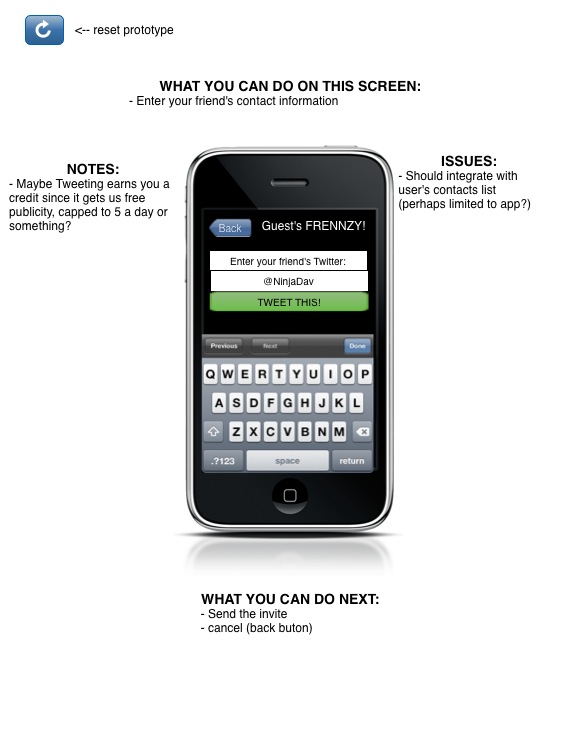 <-- reset prototype
WHAT YOU CAN DO ON THIS SCREEN:
- Enter your friend's contact information
NOTES:
- Maybe Tweeting earns you a
credit since it gets us free
publicity, capped to 5 a day or
something?
ISSUES:
- Should integrate with
user's contacts list
(perhaps limited to app?)
Back
Guest's FRENNZY!
Enter your friend's Twitter:
@NinjaDav
TWEET THIS!
Previous Next Done
Q W E R T Y U I O P
A S D F G H J K L
Z X C V B N M
.?123 space return
WHAT YOU CAN DO NEXT:
- Send the invite
- cancel (back buton)